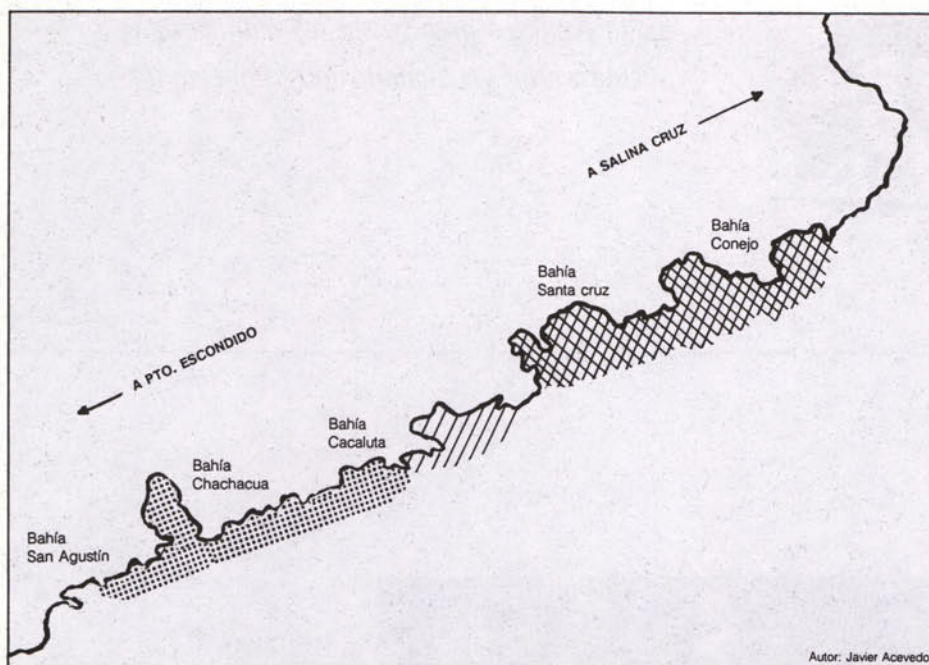 A SALINA CRUZ
Bahía
Conejo
Bahía
Santa cruz
A PTO. ESCONDIDO
Bahía
Cacaluta
Bahía
Chachacua
Bahía
San Agustín
Autor: Javier Acevedo